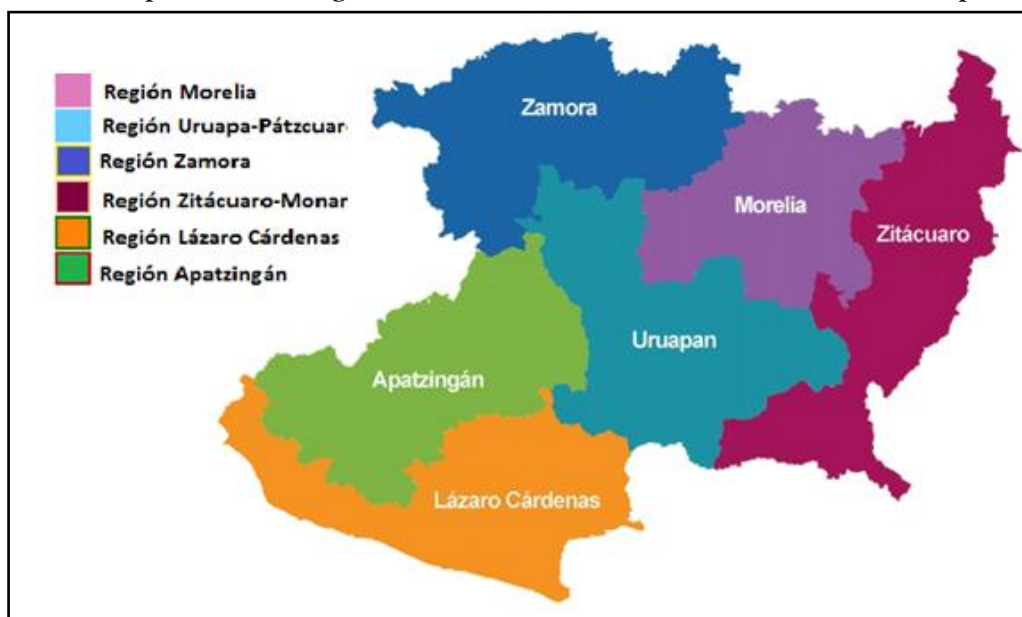 Región Morelia
Región Uruapa-Pátzcuar
Región Zamora
Región Zitácuaro-Monar
Región Lázaro Cárdenas
Región Apatzingán
Zamora
Morelia
Zitácuaro
Uruapan
Apatzingán
Lázaro Cárdenas